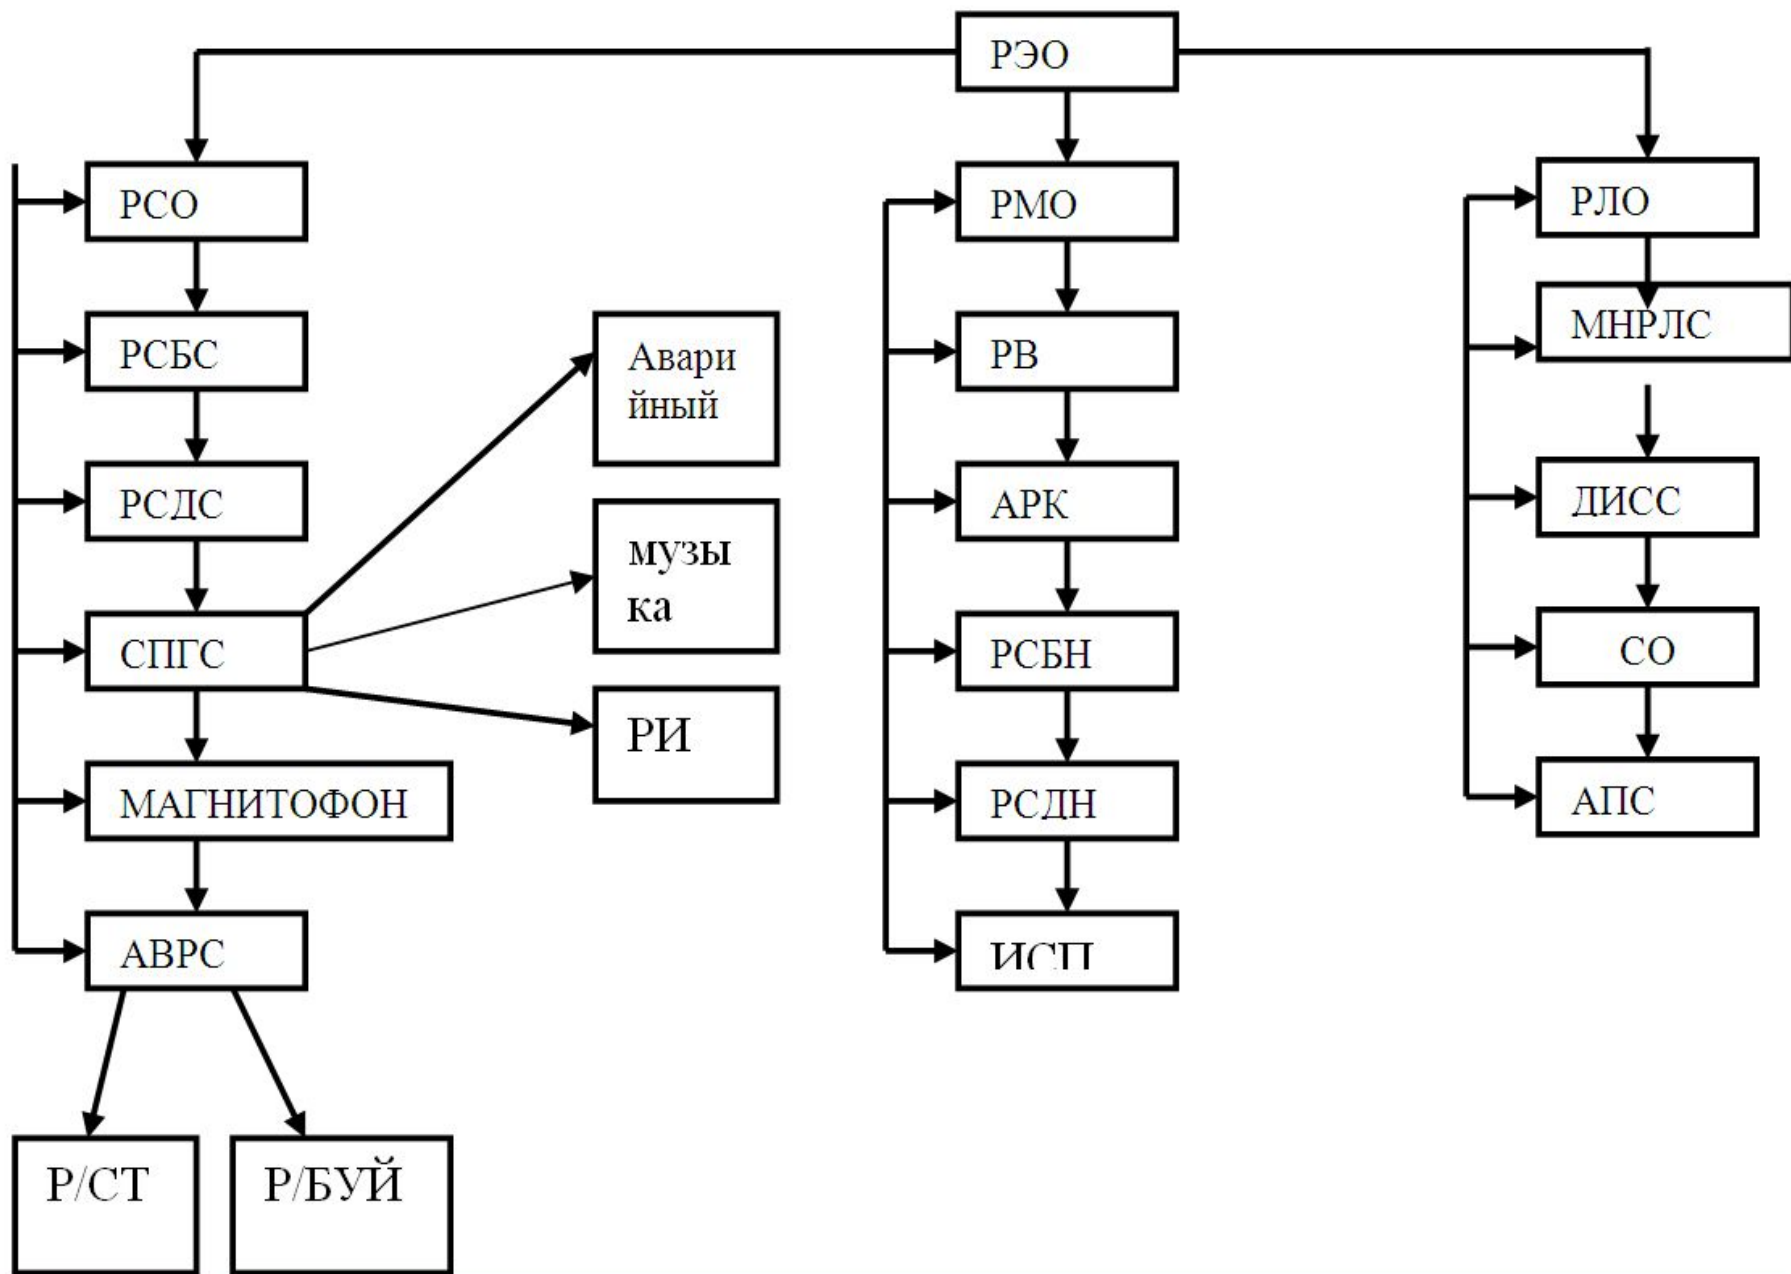 РЭО
РСО
РСБС
РСДС
СПГС
МАГНИТОФОН
АВРС
Р/СТ
Р/БУЙ
Авари
йный
музы
ка
РИ
РМО
РВ
АРК
РСБН
РСДН
ИСП
РЛО
МНРЛС
ДИСС
СО
АПС